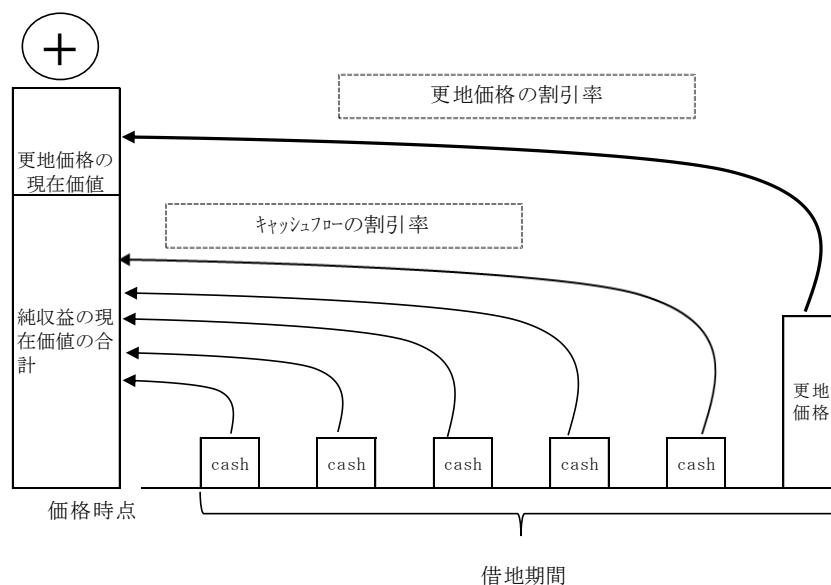 +
更地価格の割引率
更地価格の
現在価値
ｷｬｯｼｭﾌﾛｰの割引率
純収益の現
在価値の合
計
更地
価格
cash
cash
cash
cash
cash
価格時点
借地期間